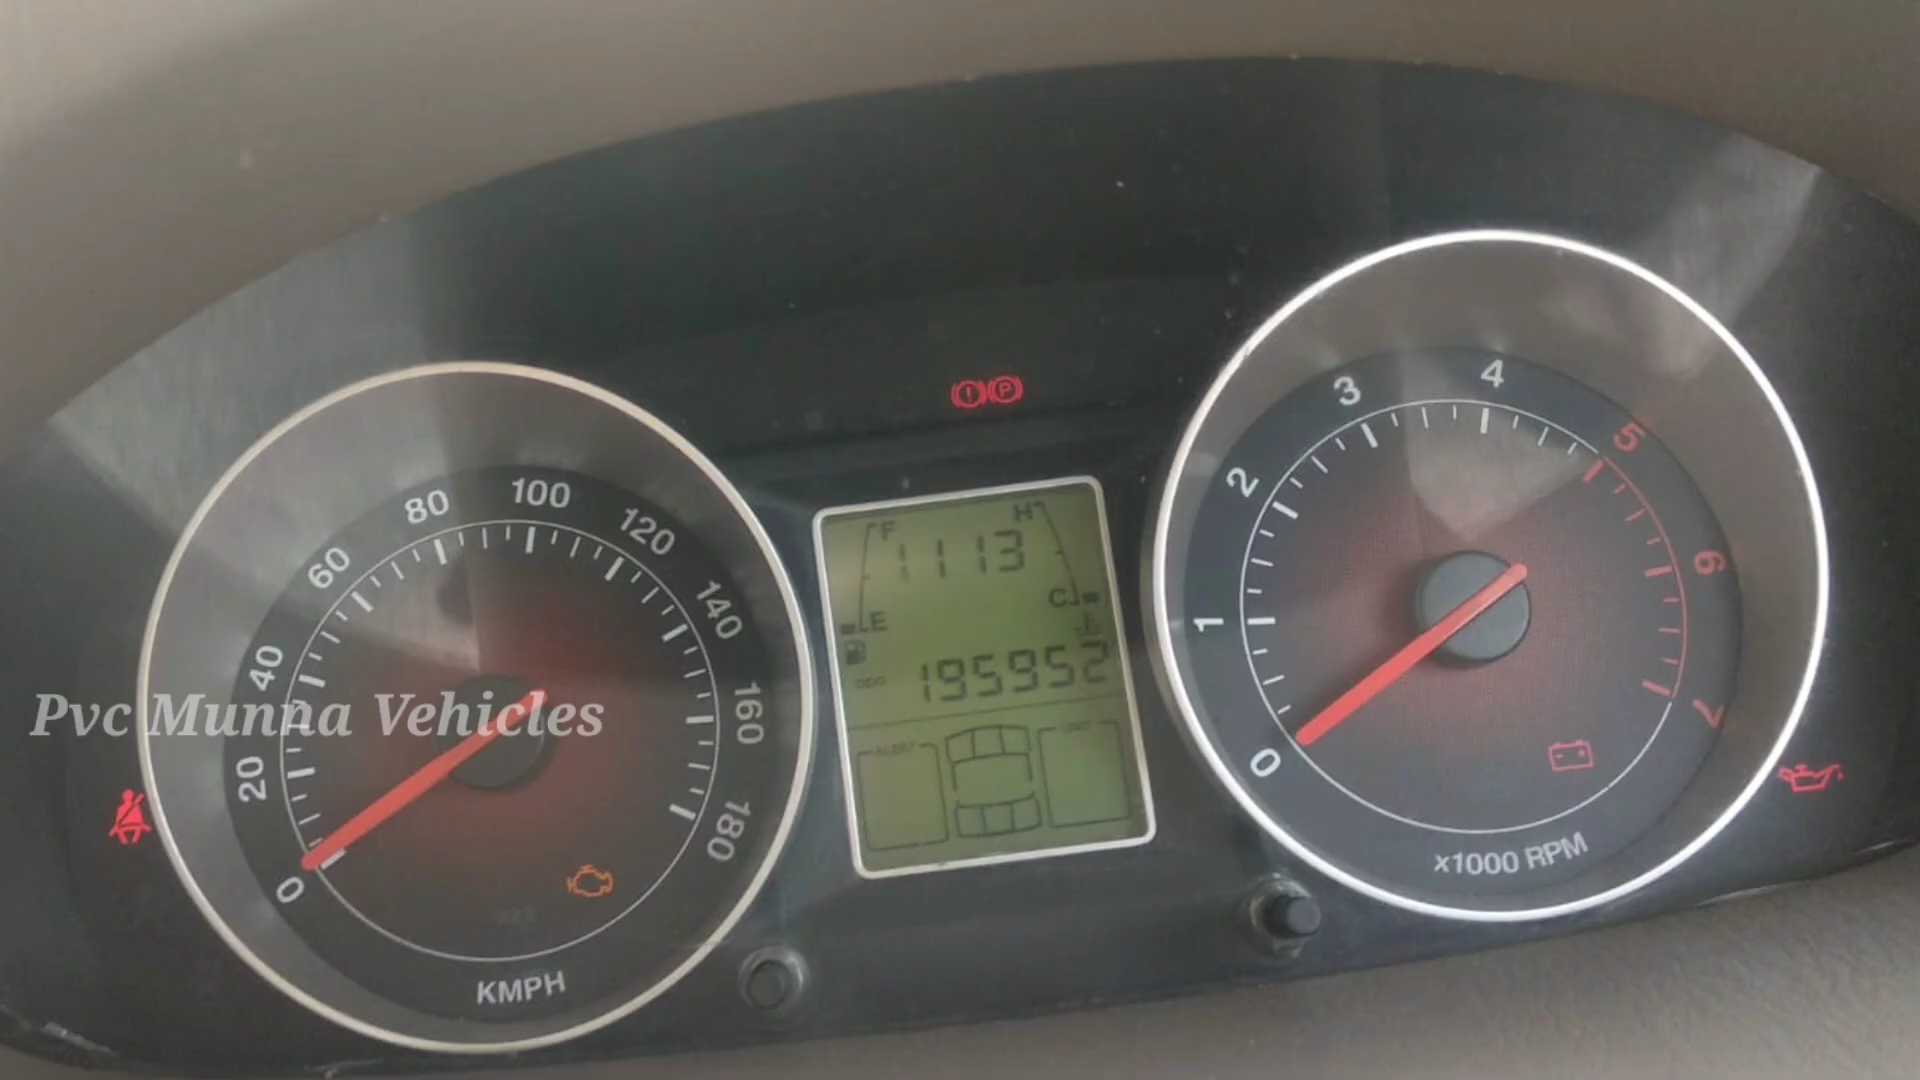 80 100
60 120
40 140
20 160
0 180
KMPH
Pvc Munna Vehicles
F H
1113
E C
ODO 195952
ALERT
P
3 4
2 5
1 6
0 7
x1000 RPM